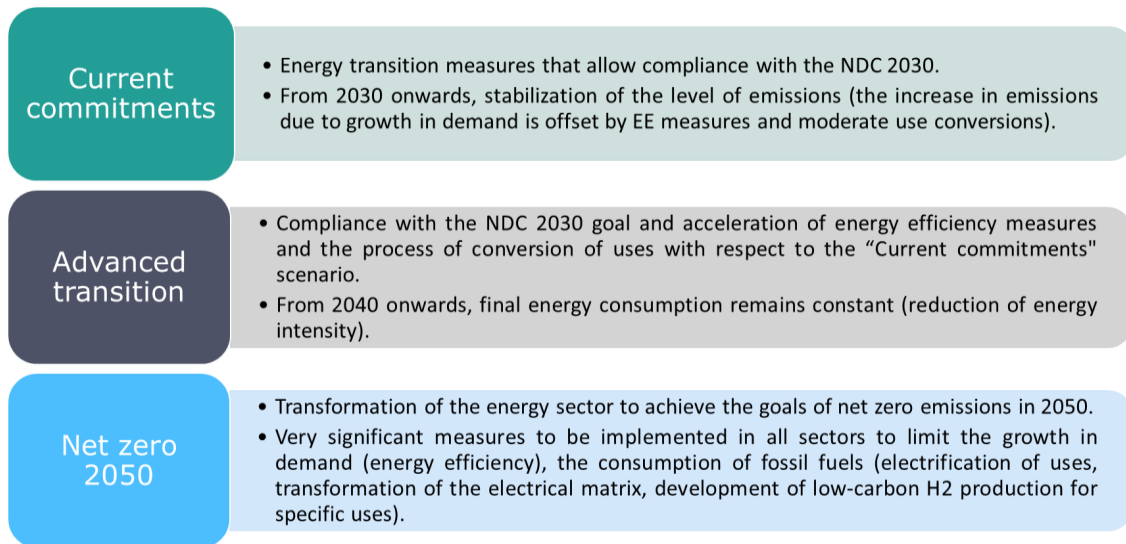 Current
commitments
• Energy transition measures that allow compliance with the NDC 2030.
• From 2030 onwards, stabilization of the level of emissions (the increase in emissions
due to growth in demand is offset by EE measures and moderate use conversions).
Advanced
transition
• Compliance with the NDC 2030 goal and acceleration of energy efficiency measures
and the process of conversion of uses with respect to the “Current commitments"
scenario.
• From 2040 onwards, final energy consumption remains constant (reduction of energy
intensity).
Net zero
2050
• Transformation of the energy sector to achieve the goals of net zero emissions in 2050.
• Very significant measures to be implemented in all sectors to limit the growth in
demand (energy efficiency), the consumption of fossil fuels (electrification of uses,
transformation of the electrical matrix, development of low-carbon H2 production for
specific uses).